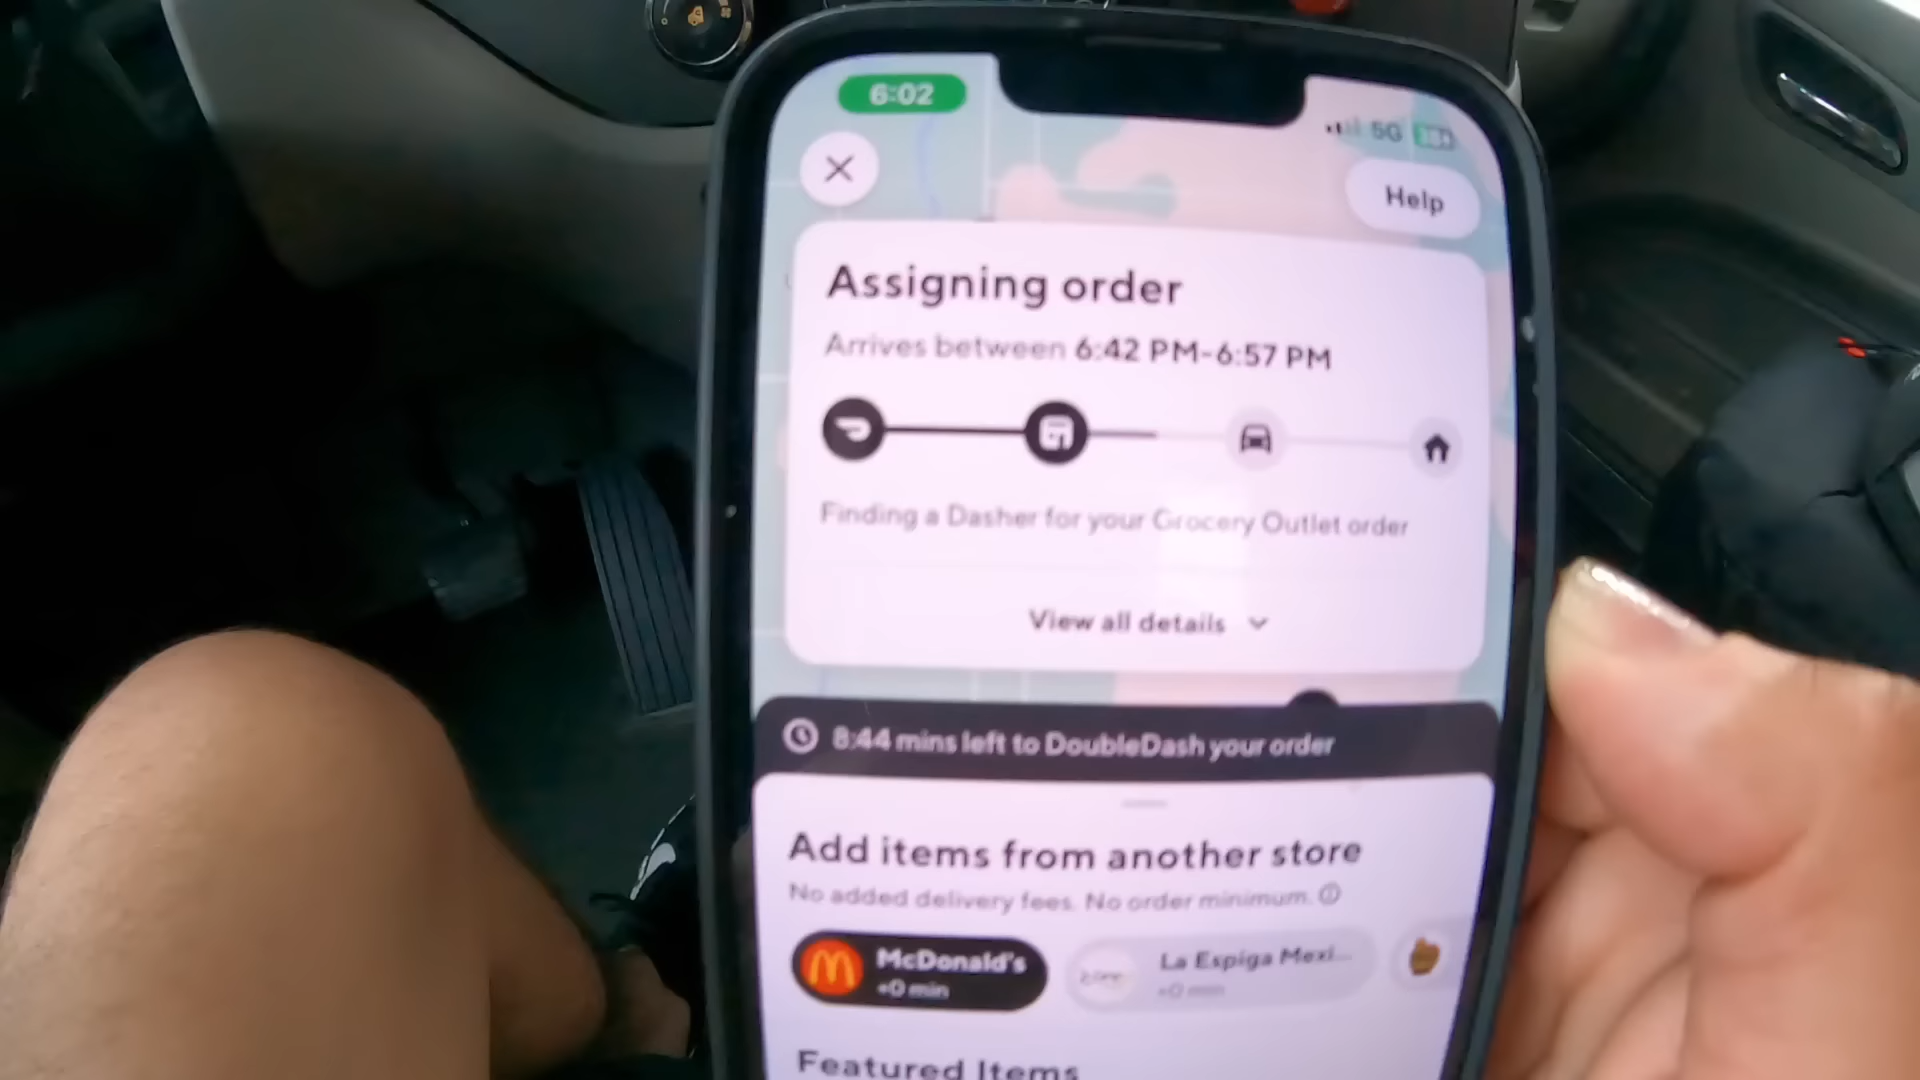 6:02
5G
Help
Assigning order
Arrives between 6:42 PM-6:57 PM
Finding a Dasher for your Grocery Outlet order
View all details
8:44 mins left to DoubleDash your order
Add items from another store
No added delivery fees. No order minimum.
McDonald's
+0 min
La Espiga Mexi...
+0 min
Featured Items